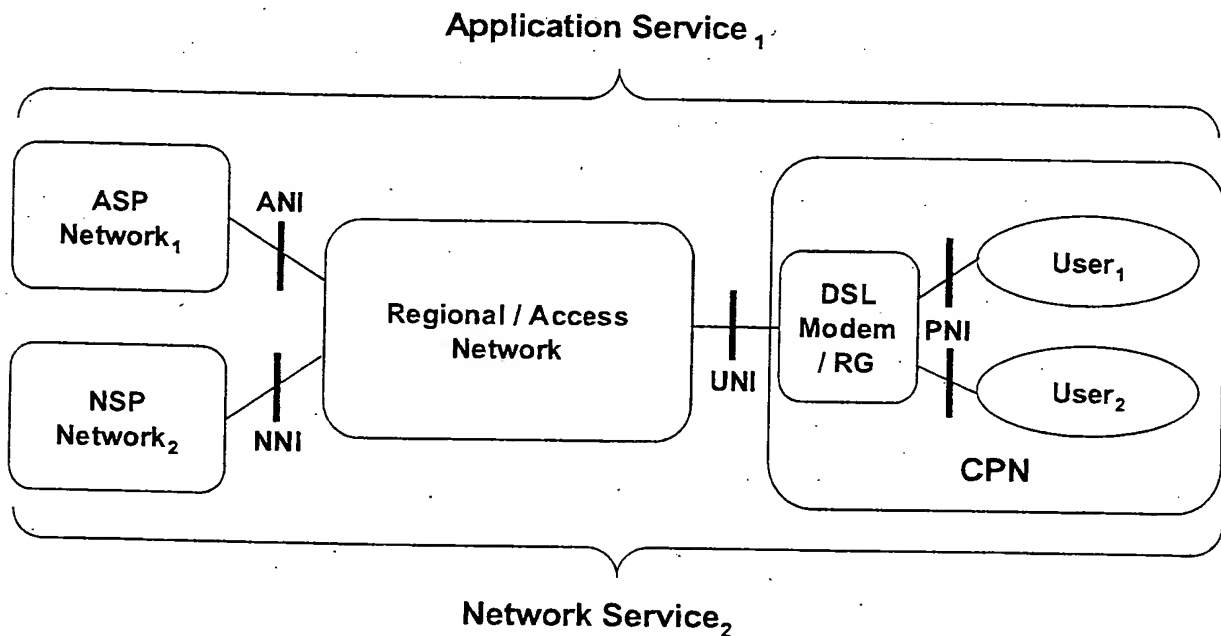 Application Service₁
ASP
Network₁
ANI
NSP
Network₂
NNI
Regional / Access
Network
UNI
DSL
Modem
/ RG
PNI
User₁
User₂
CPN
Network Service₂